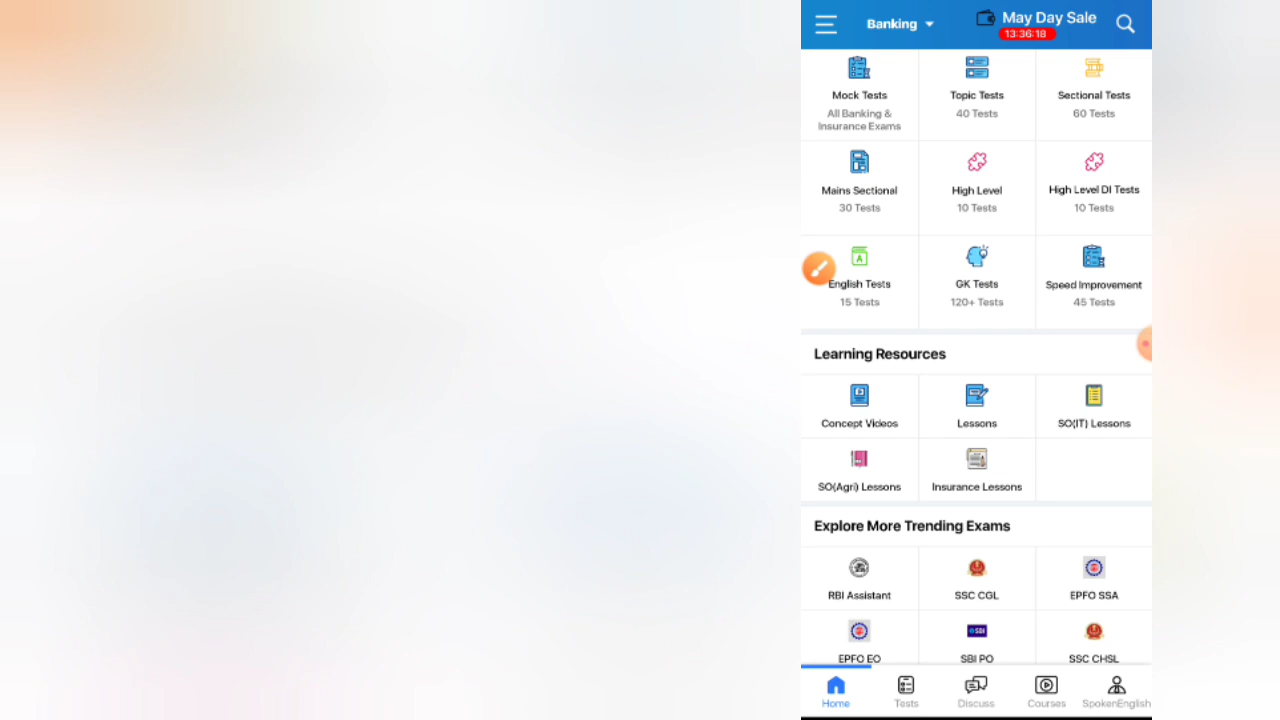 Banking
May Day Sale
13:36:18
Mock Tests
All Banking &
Insurance Exams
Topic Tests
40 Tests
Sectional Tests
60 Tests
Mains Sectional
30 Tests
High Level
10 Tests
High Level DI Tests
10 Tests
English Tests
15 Tests
GK Tests
120+ Tests
Speed Improvement
45 Tests
Learning Resources
Concept Videos
Lessons
SO(IT) Lessons
SO(Agri) Lessons
Insurance Lessons
Explore More Trending Exams
RBI Assistant
SSC CGL
EPFO SSA
EPFO EO
SBI
SBI PO
SSC CHSL
Home
Tests
Discuss
Courses
SpokenEnglish